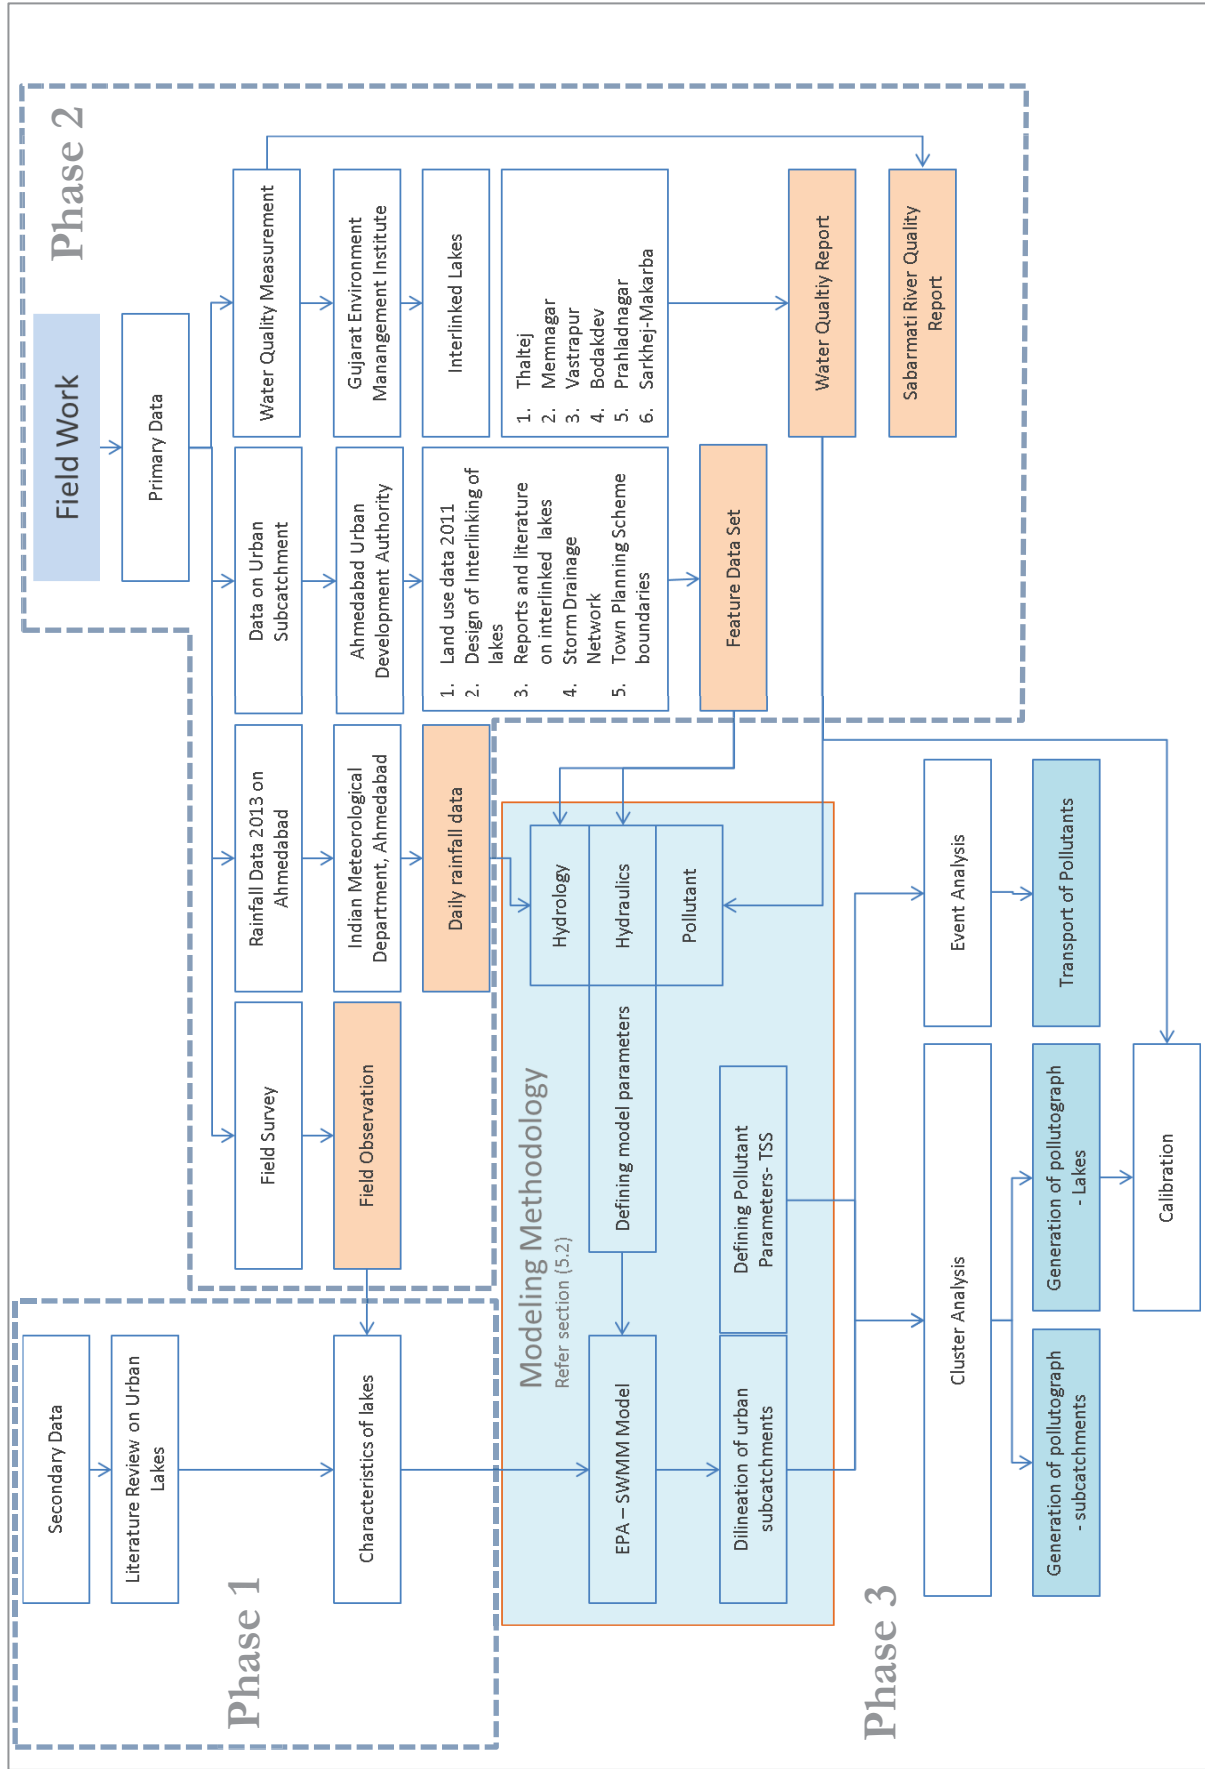 Phase 1
Secondary Data
Literature Review on Urban
Lakes
Characteristics of lakes
Phase 2
Field Work
Primary Data
Field Survey
Field Observation
Rainfall Data 2013 on
Ahmedabad
Indian Meteorological
Department, Ahmedabad
Daily rainfall data
Data on Urban
Subcatchment
Ahmedabad Urban
Development Authority
1. Land use data 2011
2. Design of Interlinking of
lakes
3. Reports and literature
on interlinked lakes
4. Storm Drainage
Network
5. Town Planning Scheme
boundaries
Feature Data Set
Water Quality Measurement
Gujarat Environment
Manangement Institute
Interlinked Lakes
1. Thaltej
2. Memnagar
3. Vastrapur
4. Bodakdev
5. Prahladnagar
6. Sarkhej-Makarba
Water Qualtiy Report
Sabarmati River Quality
Report
Modeling Methodology
Refer section (5.2)
Hydrology
Hydraulics
Pollutant
Defining model parameters
EPA – SWMM Model
Dilineation of urban
subcatchments
Defining Pollutant
Parameters- TSS
Phase 3
Cluster Analysis
Event Analysis
Generation of pollutograph
- subcatchments
Generation of pollutograph
- Lakes
Transport of Pollutants
Calibration